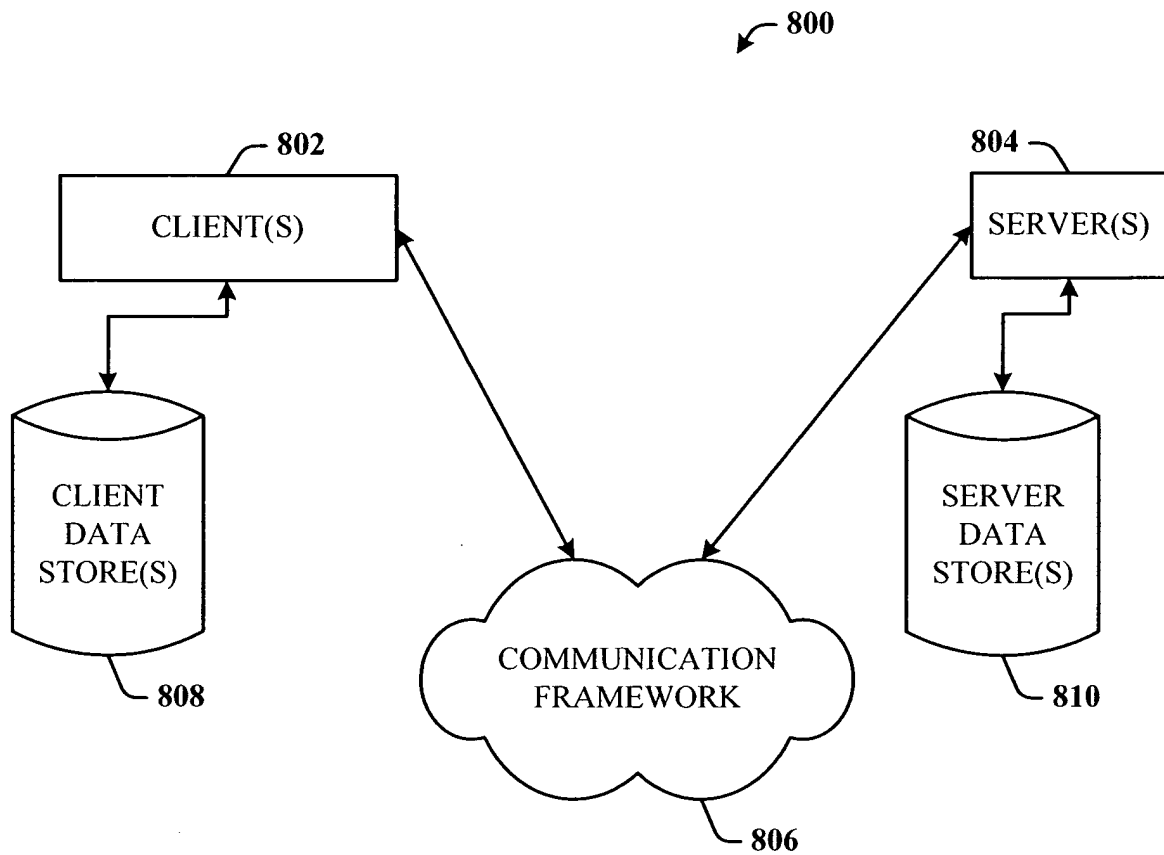 800
802
804
CLIENT(S)
SERVER(S)
CLIENT
DATA
STORE(S)
SERVER
DATA
STORE(S)
COMMUNICATION
FRAMEWORK
808
810
806